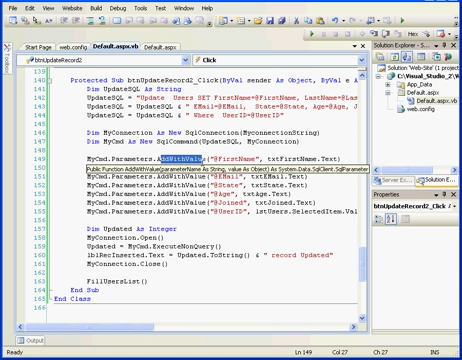 File Edit View Website Build Debug Data Tools Test Window Help
Start Page web.config Default.aspx.vb Default.aspx
btnUpdateRecord2 Click
139
140 Protected Sub btnUpdateRecord2_Click(ByVal sender As Object, ByVal e A
141 Dim UpdateSQL As String
142 UpdateSQL = "Update Users SET FirstName=@FirstName, LastName=@Las
143 UpdateSQL = UpdateSQL & " EMail=@EMail, State=@State, Age=@Age, J
144 UpdateSQL = UpdateSQL & " Where UserID=@UserID"
145
146 Dim MyConnection As New SqlConnection(MyconnectionString)
147 Dim MyCmd As New SqlCommand(UpdateSQL, MyConnection)
148
149 MyCmd.Parameters.AddWithValue("@FirstName", txtFirstName.Text)
Public Function AddWithValue(parameterName As String, value As Object) As System.Data.SqlClient.SqlParameter
151 MyCmd.Parameters.AddWithValue("@EMail", txtEMail.Text)
152 MyCmd.Parameters.AddWithValue("@State", txtState.Text)
153 MyCmd.Parameters.AddWithValue("@Age", txtAge.Text)
154 MyCmd.Parameters.AddWithValue("@Joined", txtJoined.Text)
155 MyCmd.Parameters.AddWithValue("@UserID", lstUsers.SelectedItem.Val
156
157 Dim Updated As Integer
158 MyConnection.Open()
159 Updated = MyCmd.ExecuteNonQuery()
160 lblRecInserted.Text = Updated.ToString() & " record Updated"
161 MyConnection.Close()
162
163 FillUsersList()
164 End Sub
165 End Class
Toolbox
Output
Ready Ln 149 Col 27 Ch 27
Solution Explorer - S...
Solution 'Web-Site' (1
C:\Visual_Studio_2\
App_Data
Default.aspx
Default.aspx.vb
web.config
Server Ex... Solution E...
Properties
btnUpdateRecord2_Click